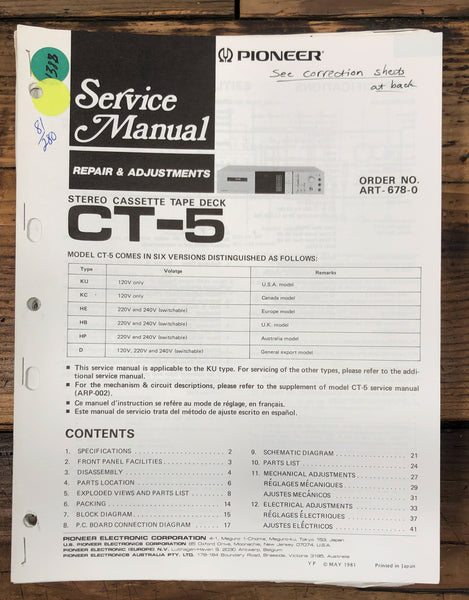 PIONEER
See correction sheets
at back
1313
81/280
Service
Manual
REPAIR & ADJUSTMENTS
ORDER NO.
ART-678-0
STEREO CASSETTE TAPE DECK
CT-5
MODEL CT-5 COMES IN SIX VERSIONS DISTINGUISHED AS FOLLOWS:
Type Volatge Remarks
KU 120V only U.S.A. model
KC 120V only Canada model
HE 220V and 240V (switchable) Europe model
HB 220V and 240V (switchable) U.K. model
HP 220V and 240V (switchable) Australia model
D 120V, 220V and 240V (switchable) General export model
■ This service manual is applicable to the KU type. For servicing of the other types, please refer to the addi-
tional service manual.
■ For the mechanism & circuit descriptions, please refer to the supplement of model CT-5 service manual
(ARP-002).
■ Ce manuel d'instruction se refère au mode de réglage, en français.
■ Este manual de servicio trata del método de ajuste escrito en español.
CONTENTS
1. SPECIFICATIONS 2
2. FRONT PANEL FACILITIES 3
3. DISASSEMBLY 4
4. PARTS LOCATION 6
5. EXPLODED VIEWS AND PARTS LIST 8
6. PACKING 14
7. BLOCK DIAGRAM 15
8. P.C. BOARD CONNECTION DIAGRAM 17
9. SCHEMATIC DIAGRAM 21
10. PARTS LIST 24
11. MECHANICAL ADJUSTMENTS 27
RÉGLAGES MÉCANIQUES 29
AJUSTES MECÁNICOS 31
12. ELECTRICAL ADJUSTMENTS 33
RÉGLAGES ÉLECTRIQUES 37
AJUSTES ELÉCTRICOS 41
PIONEER ELECTRONIC CORPORATION 4-1, Meguro 1-Chome, Meguro-ku, Tokyo 153, Japan
U.S. PIONEER ELECTRONICS CORPORATION 85 Oxford Drive, Moonachie, New Jersey 07074, U.S.A.
PIONEER ELECTRONIC (EUROPE) N.V. Luithagen-Haven 9, 2030 Antwerp, Belgium
PIONEER ELECTRONICS AUSTRALIA PTY. LTD. 178-184 Boundary Road, Braeside, Victoria 3195, Australia
YP © MAY 1981 Printed in Japan